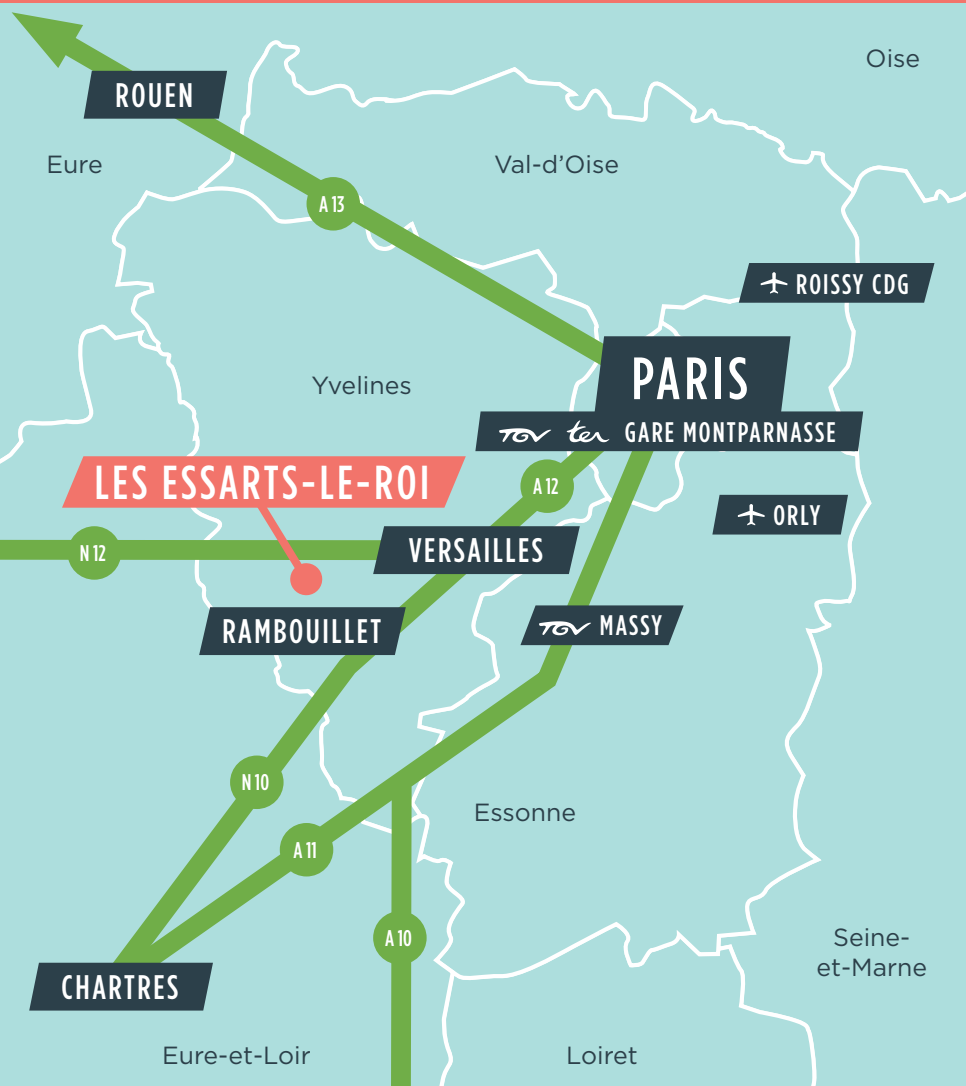 Oise
ROUEN
Eure
Val-d'Oise
A 13
ROISSY CDG
PARIS
Yvelines
TGV ter GARE MONTPARNASSE
LES ESSARTS-LE-ROI
A 12
ORLY
N 12
VERSAILLES
RAMBOUILLET
TGV MASSY
N 10
Essonne
A 11
A 10
Seine-
et-Marne
CHARTRES
Eure-et-Loir
Loiret